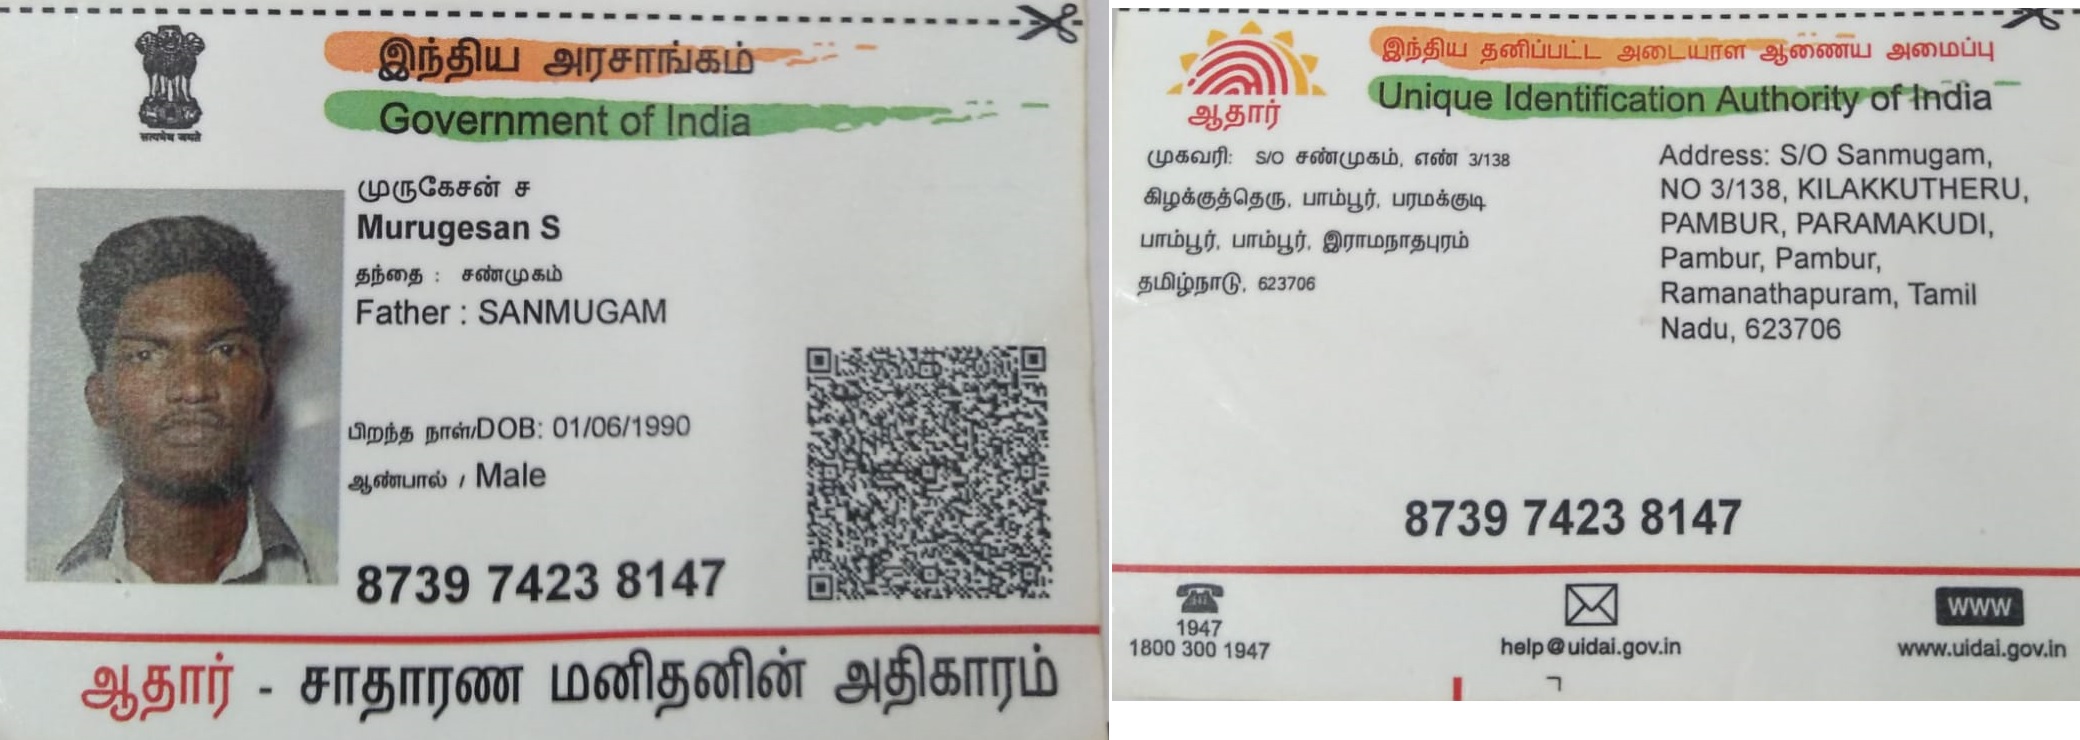 இந்திய அரசாங்கம்
Government of India
सत्यमेव जयते
முருகேசன் ச
Murugesan S
தந்தை : சண்முகம்
Father : SANMUGAM
பிறந்த நாள்/DOB: 01/06/1990
ஆண்பால் / Male
8739 7423 8147
ஆதார் - சாதாரண மனிதனின் அதிகாரம்
ஆதார்
இந்திய தனிப்பட்ட அடையாள ஆணைய அமைப்பு
Unique Identification Authority of India
முகவரி: S/O சண்முகம், எண் 3/138
கிழக்குத்தெரு, பாம்பூர், பரமக்குடி
பாம்பூர், பாம்பூர், இராமநாதபுரம்
தமிழ்நாடு, 623706
Address: S/O Sanmugam,
NO 3/138, KILAKKUTHERU,
PAMBUR, PARAMAKUDI,
Pambur, Pambur,
Ramanathapuram, Tamil
Nadu, 623706
8739 7423 8147
1947
1800 300 1947
help@uidai.gov.in
WWW
www.uidai.gov.in